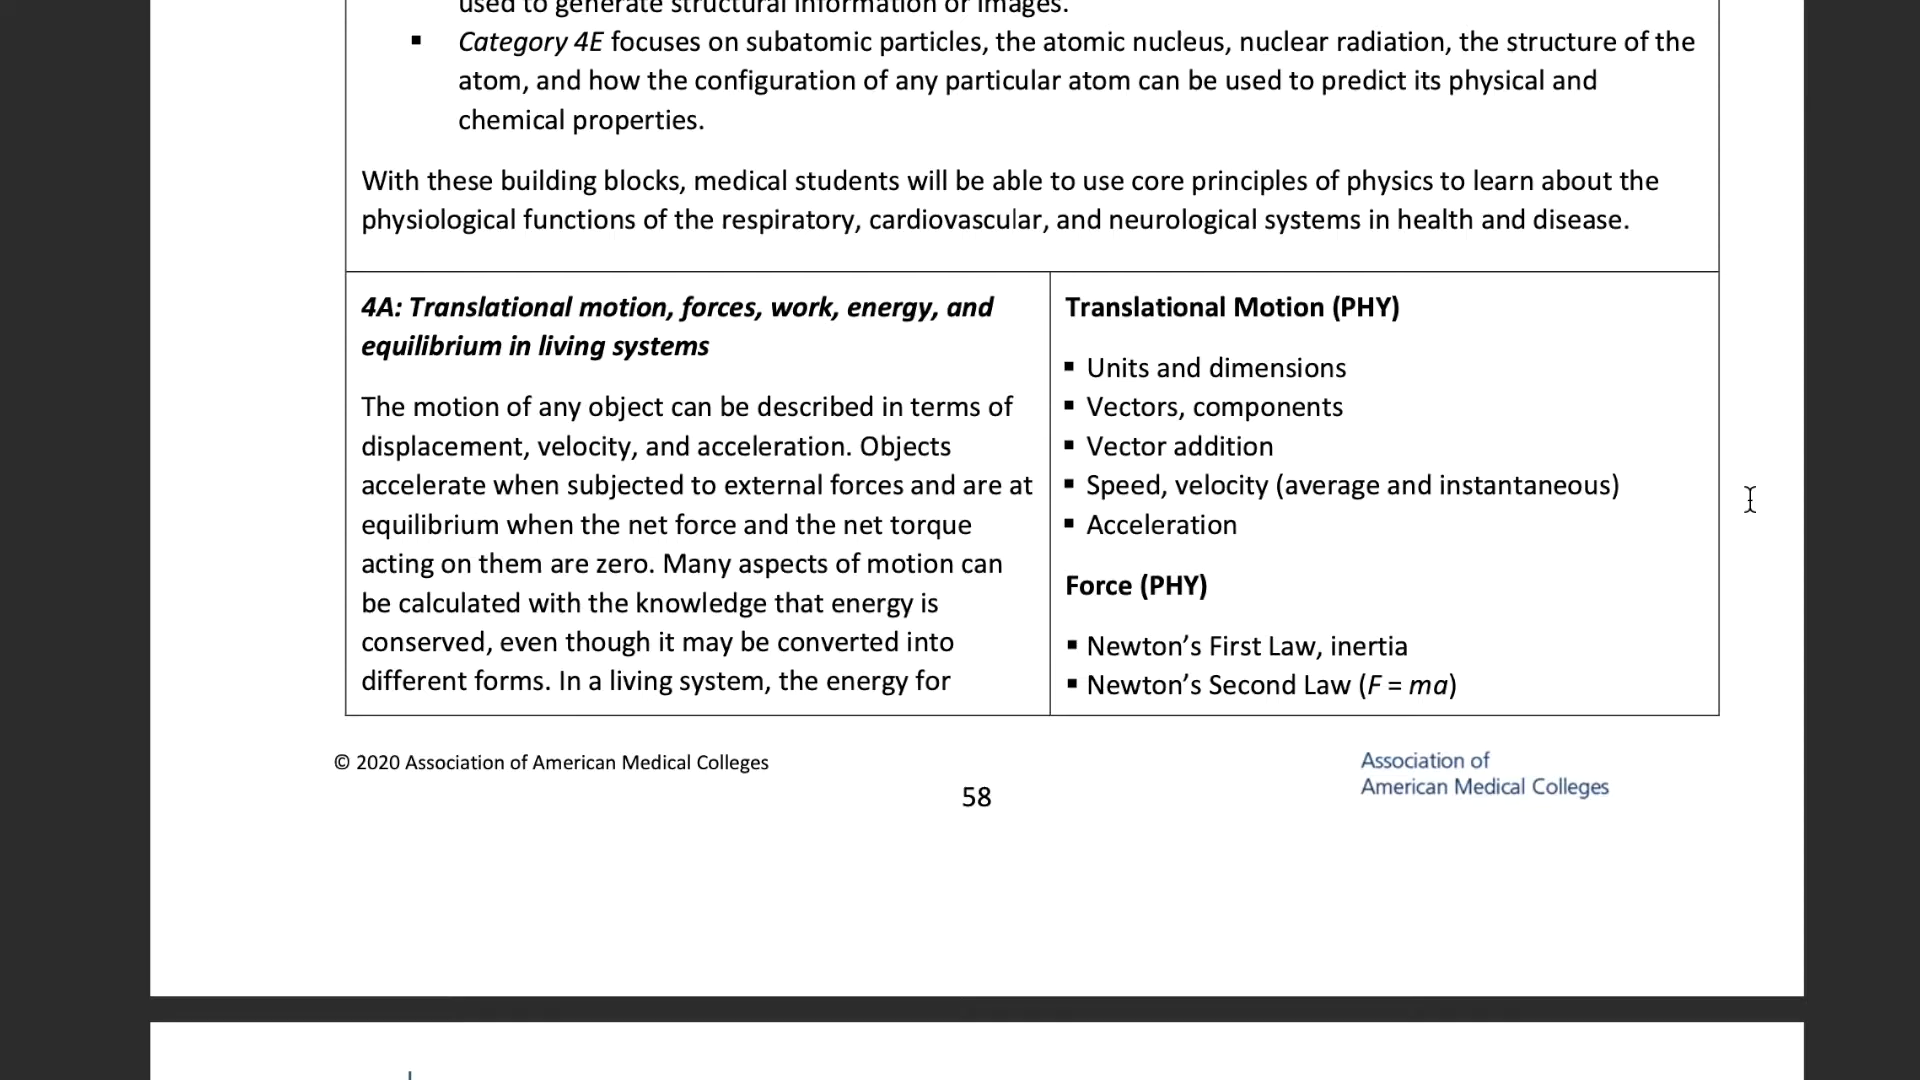 used to generate structural information or images.
▪ Category 4E focuses on subatomic particles, the atomic nucleus, nuclear radiation, the structure of the
atom, and how the configuration of any particular atom can be used to predict its physical and
chemical properties.
With these building blocks, medical students will be able to use core principles of physics to learn about the
physiological functions of the respiratory, cardiovascular, and neurological systems in health and disease.
4A: Translational motion, forces, work, energy, and
equilibrium in living systems
The motion of any object can be described in terms of
displacement, velocity, and acceleration. Objects
accelerate when subjected to external forces and are at
equilibrium when the net force and the net torque
acting on them are zero. Many aspects of motion can
be calculated with the knowledge that energy is
conserved, even though it may be converted into
different forms. In a living system, the energy for
Translational Motion (PHY)
▪ Units and dimensions
▪ Vectors, components
▪ Vector addition
▪ Speed, velocity (average and instantaneous)
▪ Acceleration
Force (PHY)
▪ Newton’s First Law, inertia
▪ Newton’s Second Law (F = ma)
© 2020 Association of American Medical Colleges
58
Association of
American Medical Colleges